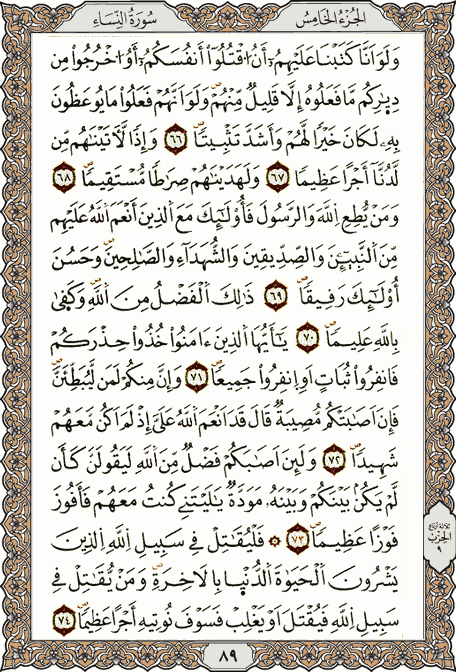 الجزء الخامس
سورة النساء
وَلَوْ أَنَّا كَتَبْنَا عَلَيْهِمْ أَنِ اقْتُلُوٓا۟ أَنفُسَكُمْ أَوِ اخْرُجُوا۟ مِن
دِيَٰرِكُم مَّا فَعَلُوهُ إِلَّا قَلِيلٌ مِّنْهُمْ وَلَوْ أَنَّهُمْ فَعَلُوا۟ مَا يُوعَظُونَ
بِهِۦ لَكَانَ خَيْرًا لَّهُمْ وَأَشَدَّ تَثْبِيتًا ٦٦ وَإِذًا لَّءَاتَيْنَٰهُم مِّن
لَّدُنَّآ أَجْرًا عَظِيمًا ٦٧ وَلَهَدَيْنَٰهُمْ صِرَٰطًا مُّسْتَقِيمًا ٦٨
وَمَن يُطِعِ اللَّهَ وَالرَّسُولَ فَأُو۟لَٰٓئِكَ مَعَ الَّذِينَ أَنْعَمَ اللَّهُ عَلَيْهِم
مِّنَ النَّبِيِّۦنَ وَالصِّدِّيقِينَ وَالشُّهَدَآءِ وَالصَّٰلِحِينَ وَحَسُنَ
أُو۟لَٰٓئِكَ رَفِيقًا ٦٩ ذَٰلِكَ الْفَضْلُ مِنَ اللَّهِ وَكَفَىٰ
بِاللَّهِ عَلِيمًا ٧٠ يَٰٓأَيُّهَا الَّذِينَ ءَامَنُوا۟ خُذُوا۟ حِذْرَكُمْ
فَانفِرُوا۟ ثُبَاتٍ أَوِ انفِرُوا۟ جَمِيعًا ٧١ وَإِنَّ مِنكُمْ لَمَن لَّيُبَطِّئَنَّ
فَإِنْ أَصَٰبَتْكُم مُّصِيبَةٌ قَالَ قَدْ أَنْعَمَ اللَّهُ عَلَىَّ إِذْ لَمْ أَكُن مَّعَهُمْ
شَهِيدًا ٧٢ وَلَئِنْ أَصَٰبَكُمْ فَضْلٌ مِّنَ اللَّهِ لَيَقُولَنَّ كَأَن
لَّمْ يَكُنۢ بَيْنَكُمْ وَبَيْنَهُۥ مَوَدَّةٌ يَٰلَيْتَنِى كُنتُ مَعَهُمْ فَأَفُوزَ
فَوْزًا عَظِيمًا ٧٣ ۞ فَلْيُقَٰتِلْ فِى سَبِيلِ اللَّهِ الَّذِينَ
يَشْرُونَ الْحَيَوٰةَ الدُّنْيَا بِالْءَاخِرَةِ وَمَن يُقَٰتِلْ فِى
سَبِيلِ اللَّهِ فَيُقْتَلْ أَوْ يَغْلِبْ فَسَوْفَ نُؤْتِيهِ أَجْرًا عَظِيمًا ٧٤
ثلاثة أرباع
الحزب
٩
٨٩